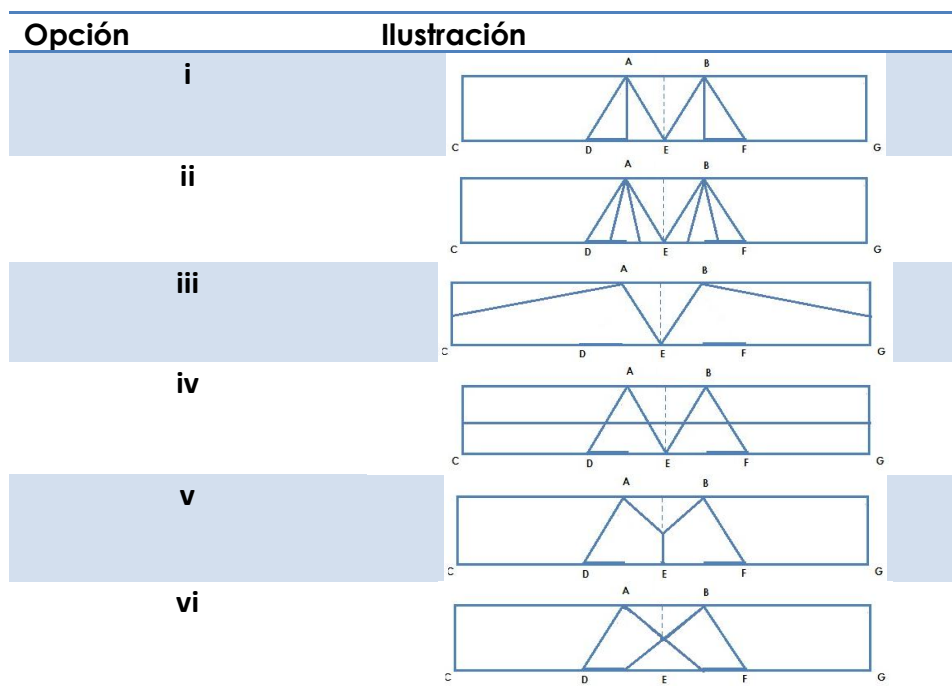 Opción Ilustración
i
A B
C D E F G
ii
A B
C D E F G
iii
A B
C D E F G
iv
A B
C D E F G
v
A B
C D E F G
vi
A B
C D E F G